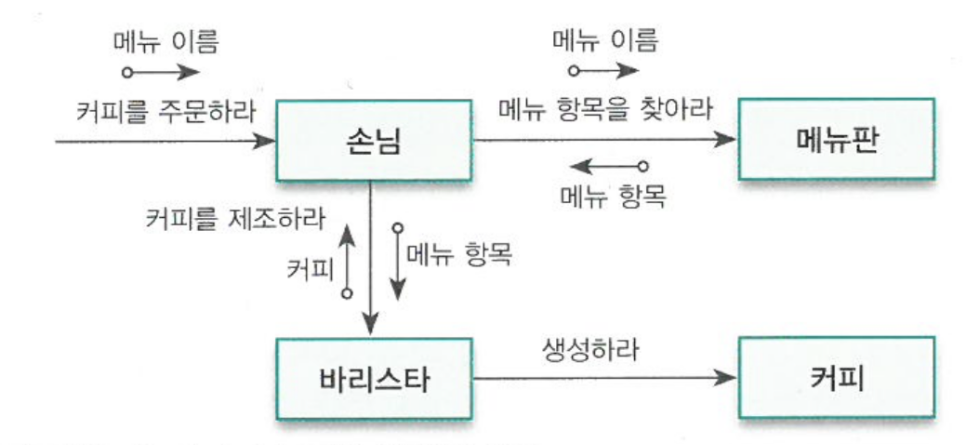 메뉴 이름
메뉴 이름
커피를 주문하라
메뉴 항목을 찾아라
손님
메뉴판
메뉴 항목
커피를 제조하라
커피
메뉴 항목
바리스타
생성하라
커피